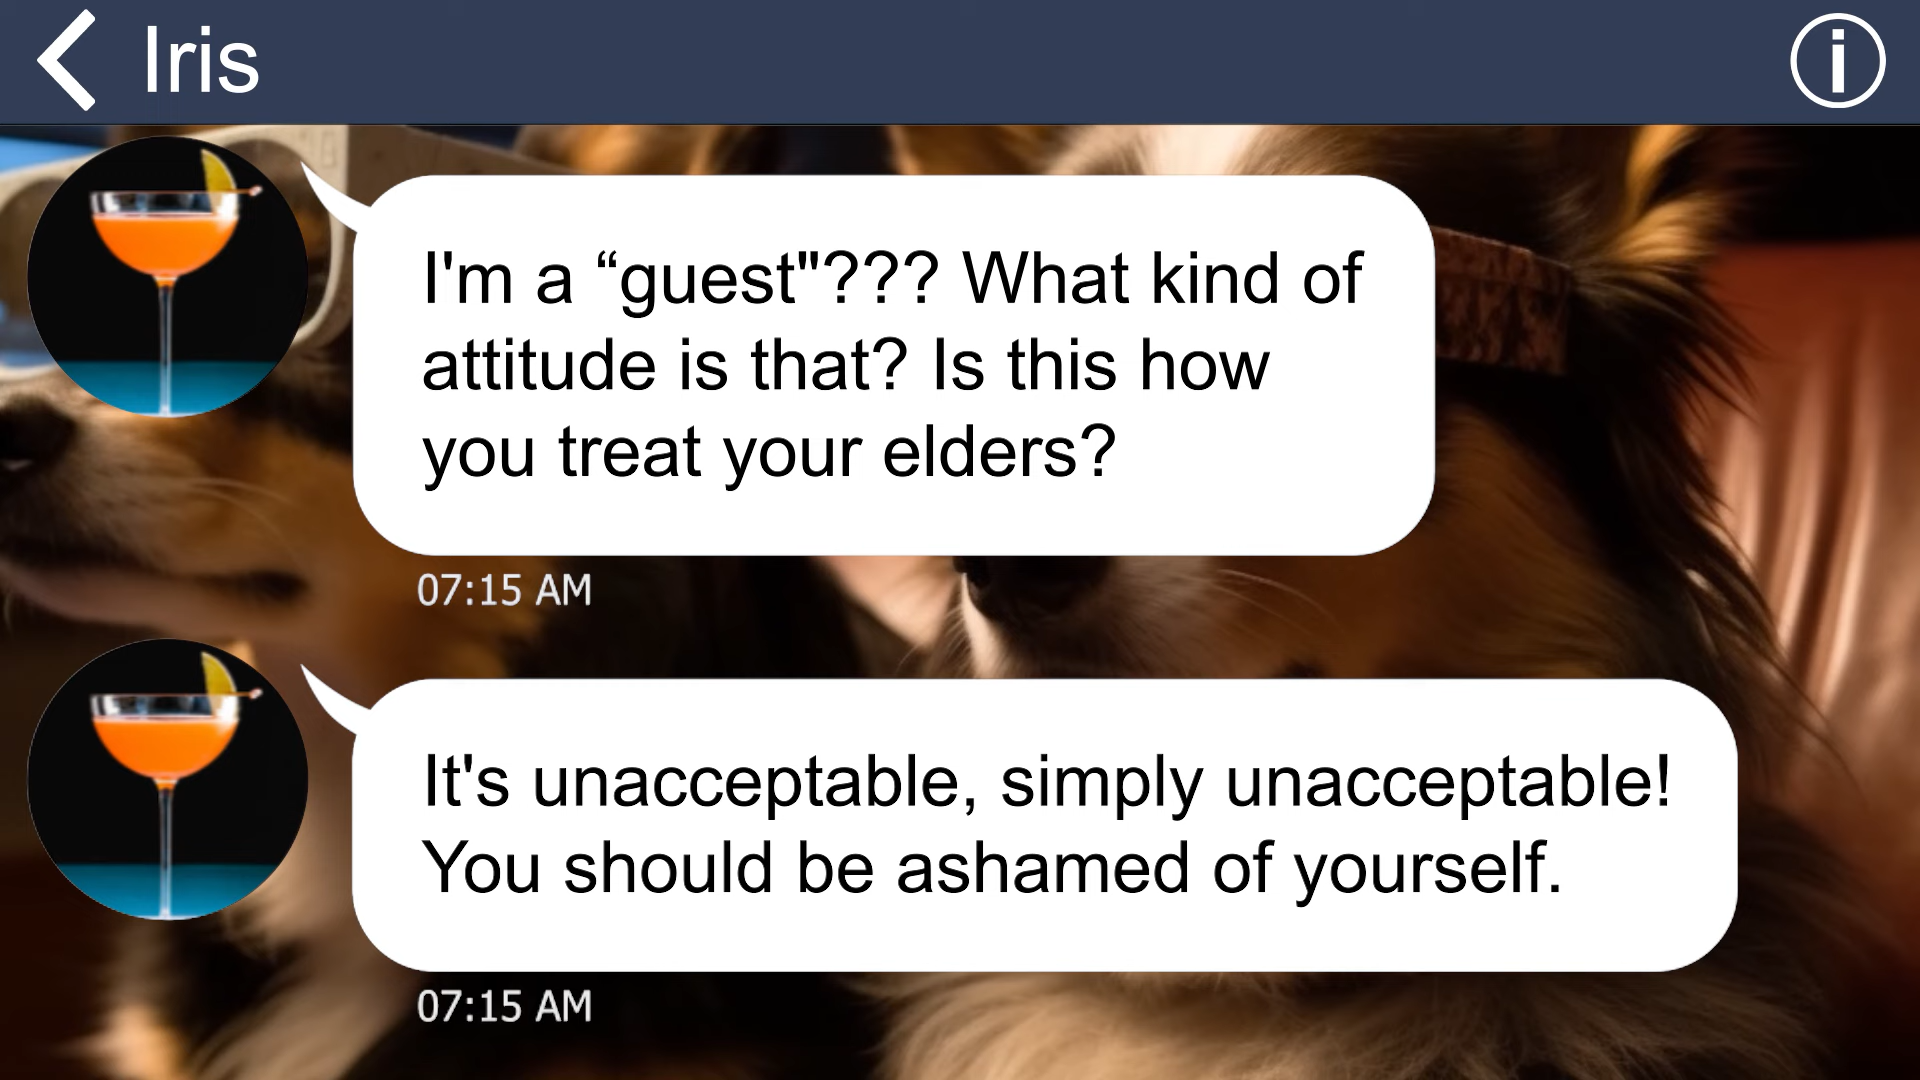 Iris
I'm a “guest"??? What kind of
attitude is that? Is this how
you treat your elders?
07:15 AM
It's unacceptable, simply unacceptable!
You should be ashamed of yourself.
07:15 AM